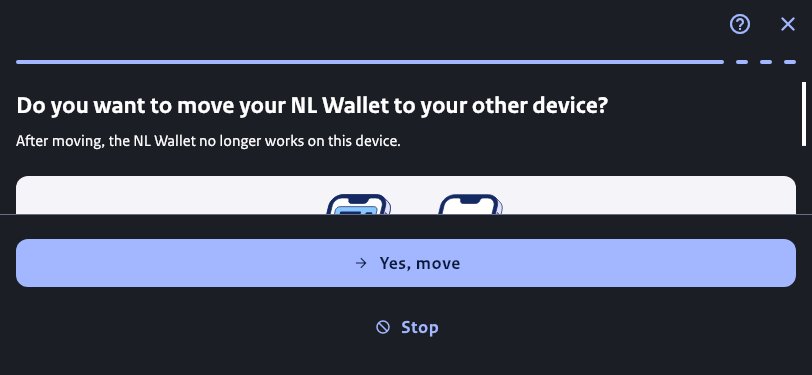 Do you want to move your NL Wallet to your other device?
After moving, the NL Wallet no longer works on this device.
Yes, move
Stop